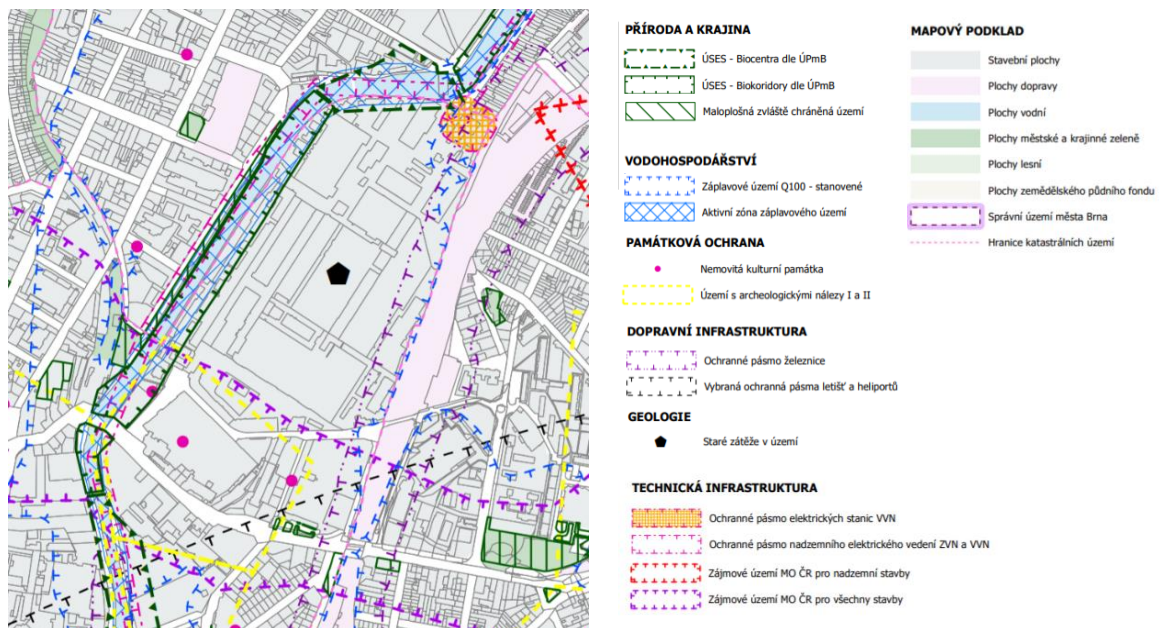 PŘÍRODA A KRAJINA
ÚSES - Biocentra dle ÚPmB
ÚSES - Biokoridory dle ÚPmB
Maloplošná zvláště chráněná území
VODOHOSPODÁŘSTVÍ
Záplavové území Q100 - stanovené
Aktivní zóna záplavového území
PAMÁTKOVÁ OCHRANA
Nemovitá kulturní památka
Území s archeologickými nálezy I a II
DOPRAVNÍ INFRASTRUKTURA
Ochranné pásmo železnice
Vybraná ochranná pásma letišť a heliportů
GEOLOGIE
Staré zátěže v území
TECHNICKÁ INFRASTRUKTURA
Ochranné pásmo elektrických stanic VVN
Ochranné pásmo nadzemního elektrického vedení ZVN a VVN
Zájmové území MO ČR pro nadzemní stavby
Zájmové území MO ČR pro všechny stavby
MAPOVÝ PODKLAD
Stavební plochy
Plochy dopravy
Plochy vodní
Plochy městské a krajinné zeleně
Plochy lesní
Plochy zemědělského půdního fondu
Správní území města Brna
Hranice katastrálních území